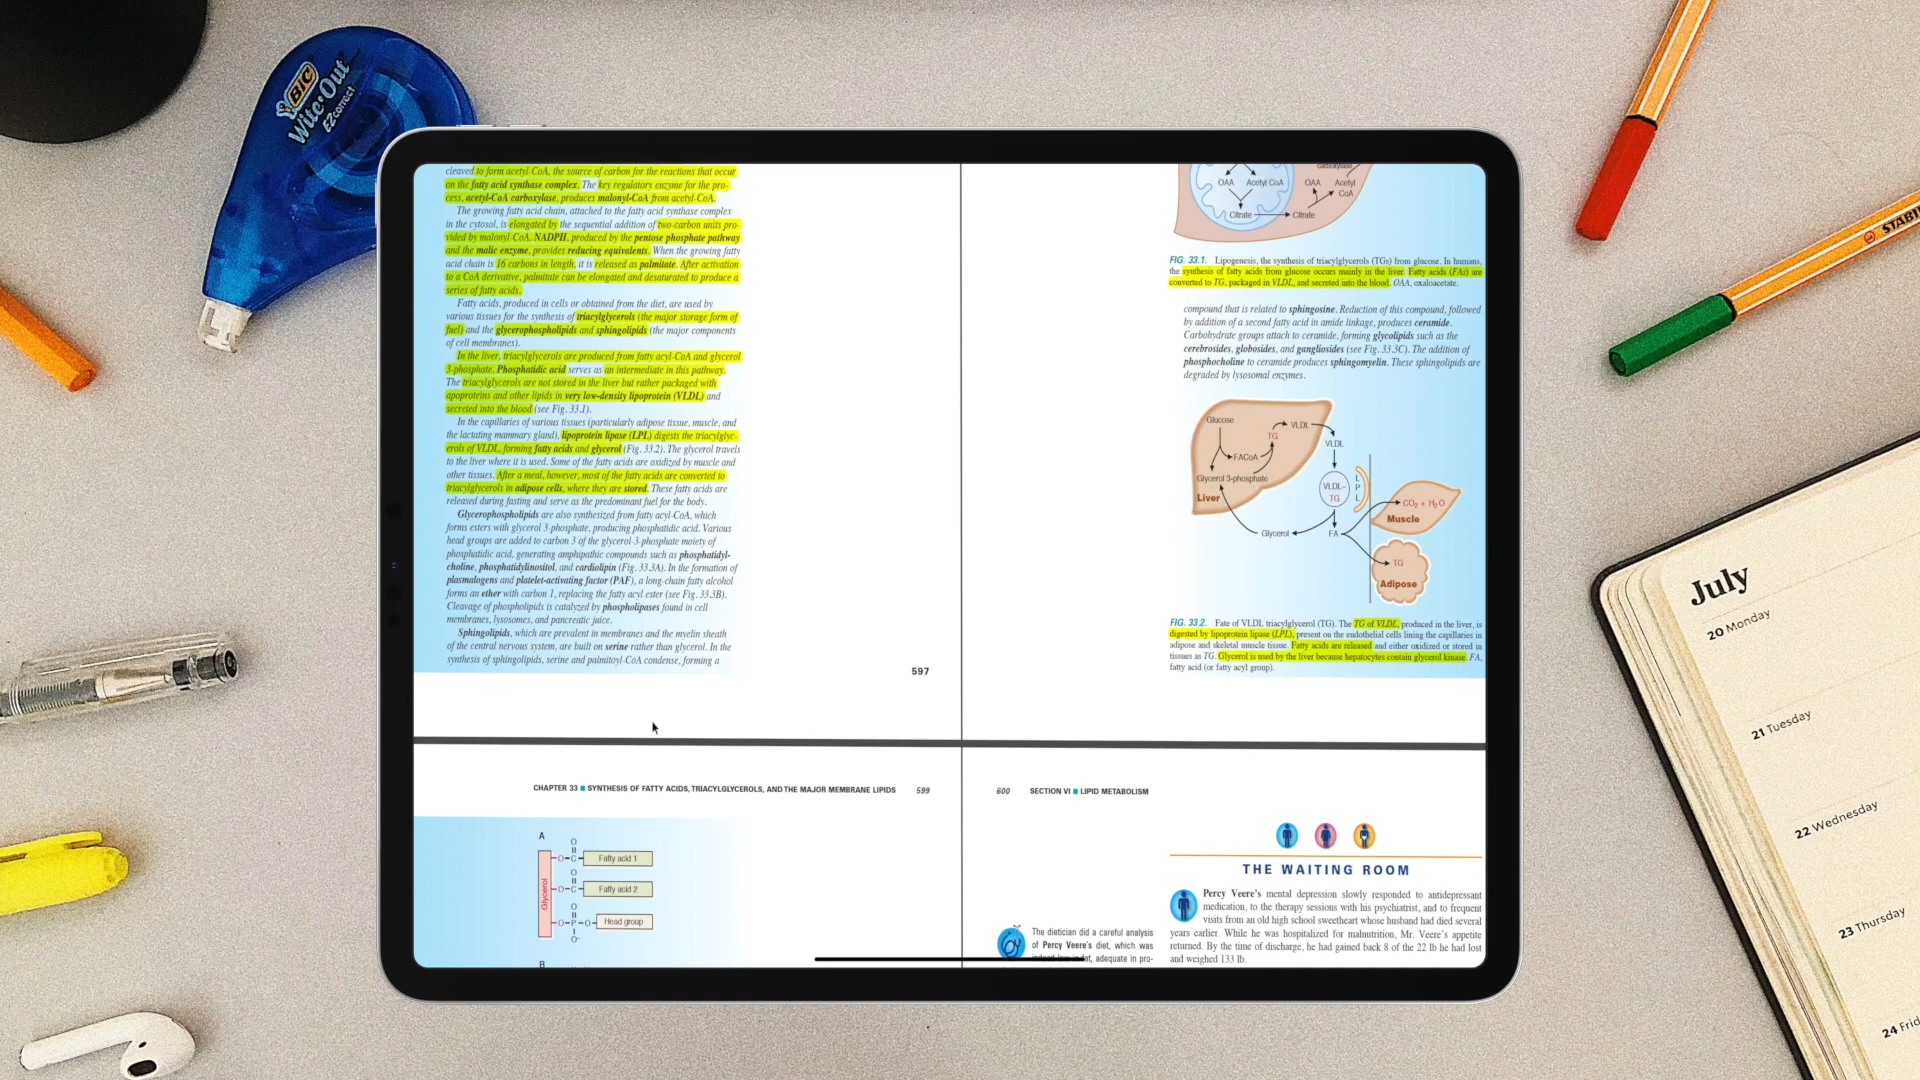 BIC
Wite·Out
EZcorrect
cleaved to form acetyl-CoA, the source of carbon for the reactions that occur
on the fatty acid synthase complex. The key regulatory enzyme for the pro-
cess, acetyl-CoA carboxylase, produces malonyl-CoA from acetyl-CoA.
The growing fatty acid chain, attached to the fatty acid synthase complex
in the cytosol, is elongated by the sequential addition of two-carbon units pro-
vided by malonyl-CoA. NADPH, produced by the pentose phosphate pathway
and the malic enzyme, provides reducing equivalents. When the growing fatty
acid chain is 16 carbons in length, it is released as palmitate. After activation
to a CoA derivative, palmitate can be elongated and desaturated to produce a
series of fatty acids.
Fatty acids, produced in cells or obtained from the diet, are used by
various tissues for the synthesis of triacylglycerols (the major storage form of
fuel) and the glycerophospholipids and sphingolipids (the major components
of cell membranes).
In the liver, triacylglycerols are produced from fatty acyl-CoA and glycerol
3-phosphate. Phosphatidic acid serves as an intermediate in this pathway.
The triacylglycerols are not stored in the liver but rather packaged with
apoproteins and other lipids in very low-density lipoprotein (VLDL) and
secreted into the blood (see Fig. 33.1).
In the capillaries of various tissues (particularly adipose tissue, muscle, and
the lactating mammary gland), lipoprotein lipase (LPL) digests the triacylglyc-
erols of VLDL, forming fatty acids and glycerol (Fig. 33.2). The glycerol travels
to the liver where it is used. Some of the fatty acids are oxidized by muscle and
other tissues. After a meal, however, most of the fatty acids are converted to
triacylglycerols in adipose cells, where they are stored. These fatty acids are
released during fasting and serve as the predominant fuel for the body.
Glycerophospholipids are also synthesized from fatty acyl-CoA, which
forms esters with glycerol 3-phosphate, producing phosphatidic acid. Various
head groups are added to carbon 3 of the glycerol-3-phosphate moiety of
phosphatidic acid, generating amphipathic compounds such as phosphatidyl-
choline, phosphatidylinositol, and cardiolipin (Fig. 33.3A). In the formation of
plasmalogens and platelet-activating factor (PAF), a long-chain fatty alcohol
forms an ether with carbon 1, replacing the fatty acyl ester (see Fig. 33.3B).
Cleavage of phospholipids is catalyzed by phospholipases found in cell
membranes, lysosomes, and pancreatic juice.
Sphingolipids, which are prevalent in membranes and the myelin sheath
of the central nervous system, are built on serine rather than glycerol. In the
synthesis of sphingolipids, serine and palmitoyl-CoA condense, forming a
597
carboxylase
OAA Acetyl CoA OAA Acetyl
CoA
Citrate Citrate
FIG. 33.1. Lipogenesis, the synthesis of triacylglycerols (TGs) from glucose. In humans,
the synthesis of fatty acids from glucose occurs mainly in the liver. Fatty acids (FAs) are
converted to TG, packaged in VLDL, and secreted into the blood. OAA, oxaloacetate.
compound that is related to sphingosine. Reduction of this compound, followed
by addition of a second fatty acid in amide linkage, produces ceramide.
Carbohydrate groups attach to ceramide, forming glycolipids such as the
cerebrosides, globosides, and gangliosides (see Fig. 33.3C). The addition of
phosphocholine to ceramide produces sphingomyelin. These sphingolipids are
degraded by lysosomal enzymes.
Glucose
VLDL
TG
VLDL
FACoA
Glycerol 3-phosphate
Liver
VLDL–
TG
L
P
L
CO2 + H2O
Muscle
Glycerol
FA
TG
Adipose
FIG. 33.2. Fate of VLDL triacylglycerol (TG). The TG of VLDL, produced in the liver, is
digested by lipoprotein lipase (LPL), present on the endothelial cells lining the capillaries in
adipose and skeletal muscle tissue. Fatty acids are released and either oxidized or stored in
tissues as TG. Glycerol is used by the liver because hepatocytes contain glycerol kinase. FA,
fatty acid (or fatty acyl group).
CHAPTER 33 ■ SYNTHESIS OF FATTY ACIDS, TRIACYLGLYCEROLS, AND THE MAJOR MEMBRANE LIPIDS 599
A
O
O C Fatty acid 1
O
O C Fatty acid 2
Glycerol
O
O P O Head group
O–
B
600 SECTION VI ■ LIPID METABOLISM
THE WAITING ROOM
Percy Veere's mental depression slowly responded to antidepressant
medication, to the therapy sessions with his psychiatrist, and to frequent
visits from an old high school sweetheart whose husband had died several
years earlier. While he was hospitalized for malnutrition, Mr. Veere's appetite
returned. By the time of discharge, he had gained back 8 of the 22 lb he had lost
and weighed 133 lb.
The dietician did a careful analysis
of Percy Veere's diet, which was
indeed low in fat, adequate in pro-
STABI
July
20 Monday
21 Tuesday
22 Wednesday
23 Thursday
24 Frid